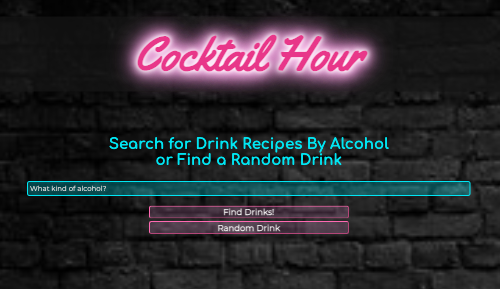 Cocktail Hour
Search for Drink Recipes By Alcohol
or Find a Random Drink
What kind of alcohol?
Find Drinks!
Random Drink